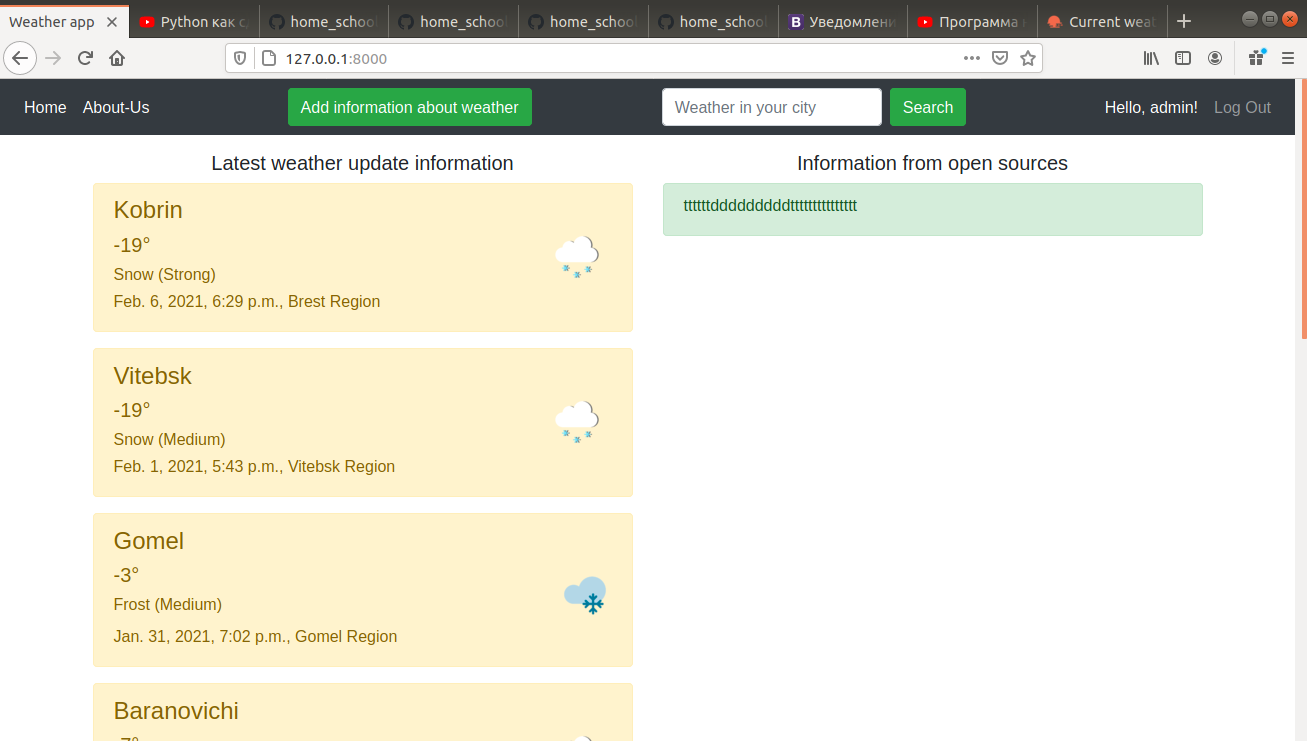 Weather app
Python как с
home_school
home_school
home_school
home_school
B Уведомлени
Программа
Current weat
127.0.0.1:8000
Home About-Us Add information about weather Weather in your city Search Hello, admin! Log Out
Latest weather update information
Kobrin
-19°
Snow (Strong)
Feb. 6, 2021, 6:29 p.m., Brest Region
Vitebsk
-19°
Snow (Medium)
Feb. 1, 2021, 5:43 p.m., Vitebsk Region
Gomel
-3°
Frost (Medium)
Jan. 31, 2021, 7:02 p.m., Gomel Region
Baranovichi
-7°
Information from open sources